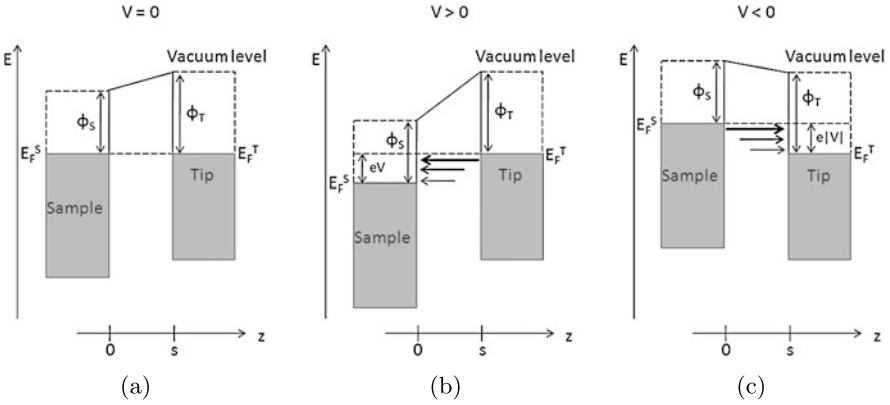 V = 0
E
Vacuum level
ϕS
ϕT
EFS
EFT
Tip
Sample
0
s
z
(a)
V > 0
E
Vacuum level
ϕS
ϕT
EFT
eV
EFS
Tip
Sample
0
s
z
(b)
V < 0
E
Vacuum level
ϕS
ϕT
EFS
e|V|
EFT
Sample
Tip
0
s
z
(c)